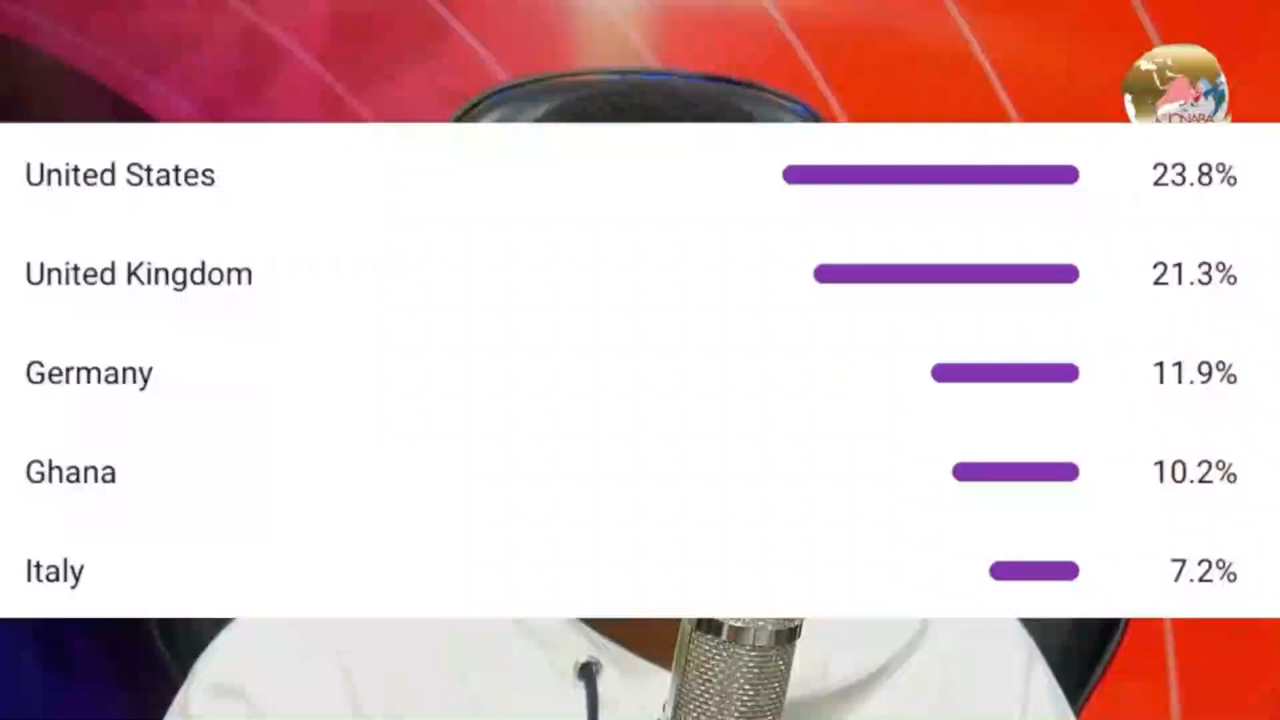 United States 23.8%
United Kingdom 21.3%
Germany 11.9%
Ghana 10.2%
Italy 7.2%